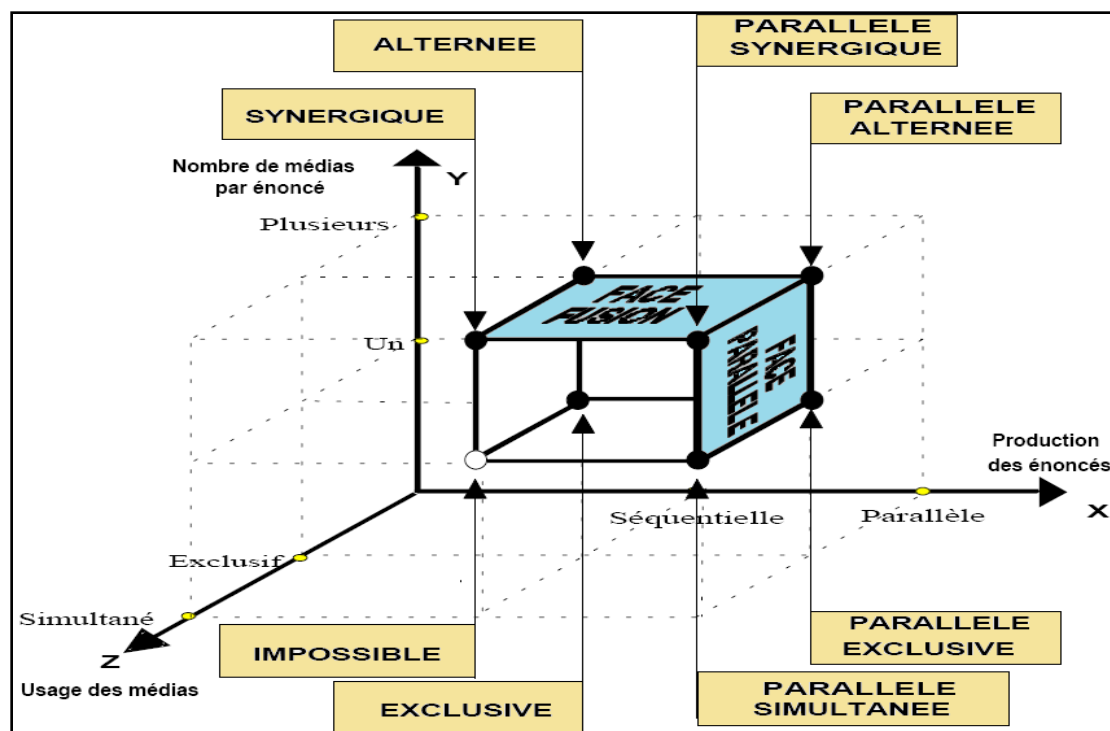 ALTERNEE
PARALLELE
SYNERGIQUE
SYNERGIQUE
PARALLELE
ALTERNEE
Nombre de médias
par énoncé
Y
Plusieurs
FACE
FUSION
Un
FACE
PARALLELE
Production
des énoncés
X
Séquentielle
Parallèle
Exclusif
Simultané
Z
Usage des médias
IMPOSSIBLE
PARALLELE
EXCLUSIVE
EXCLUSIVE
PARALLELE
SIMULTANEE